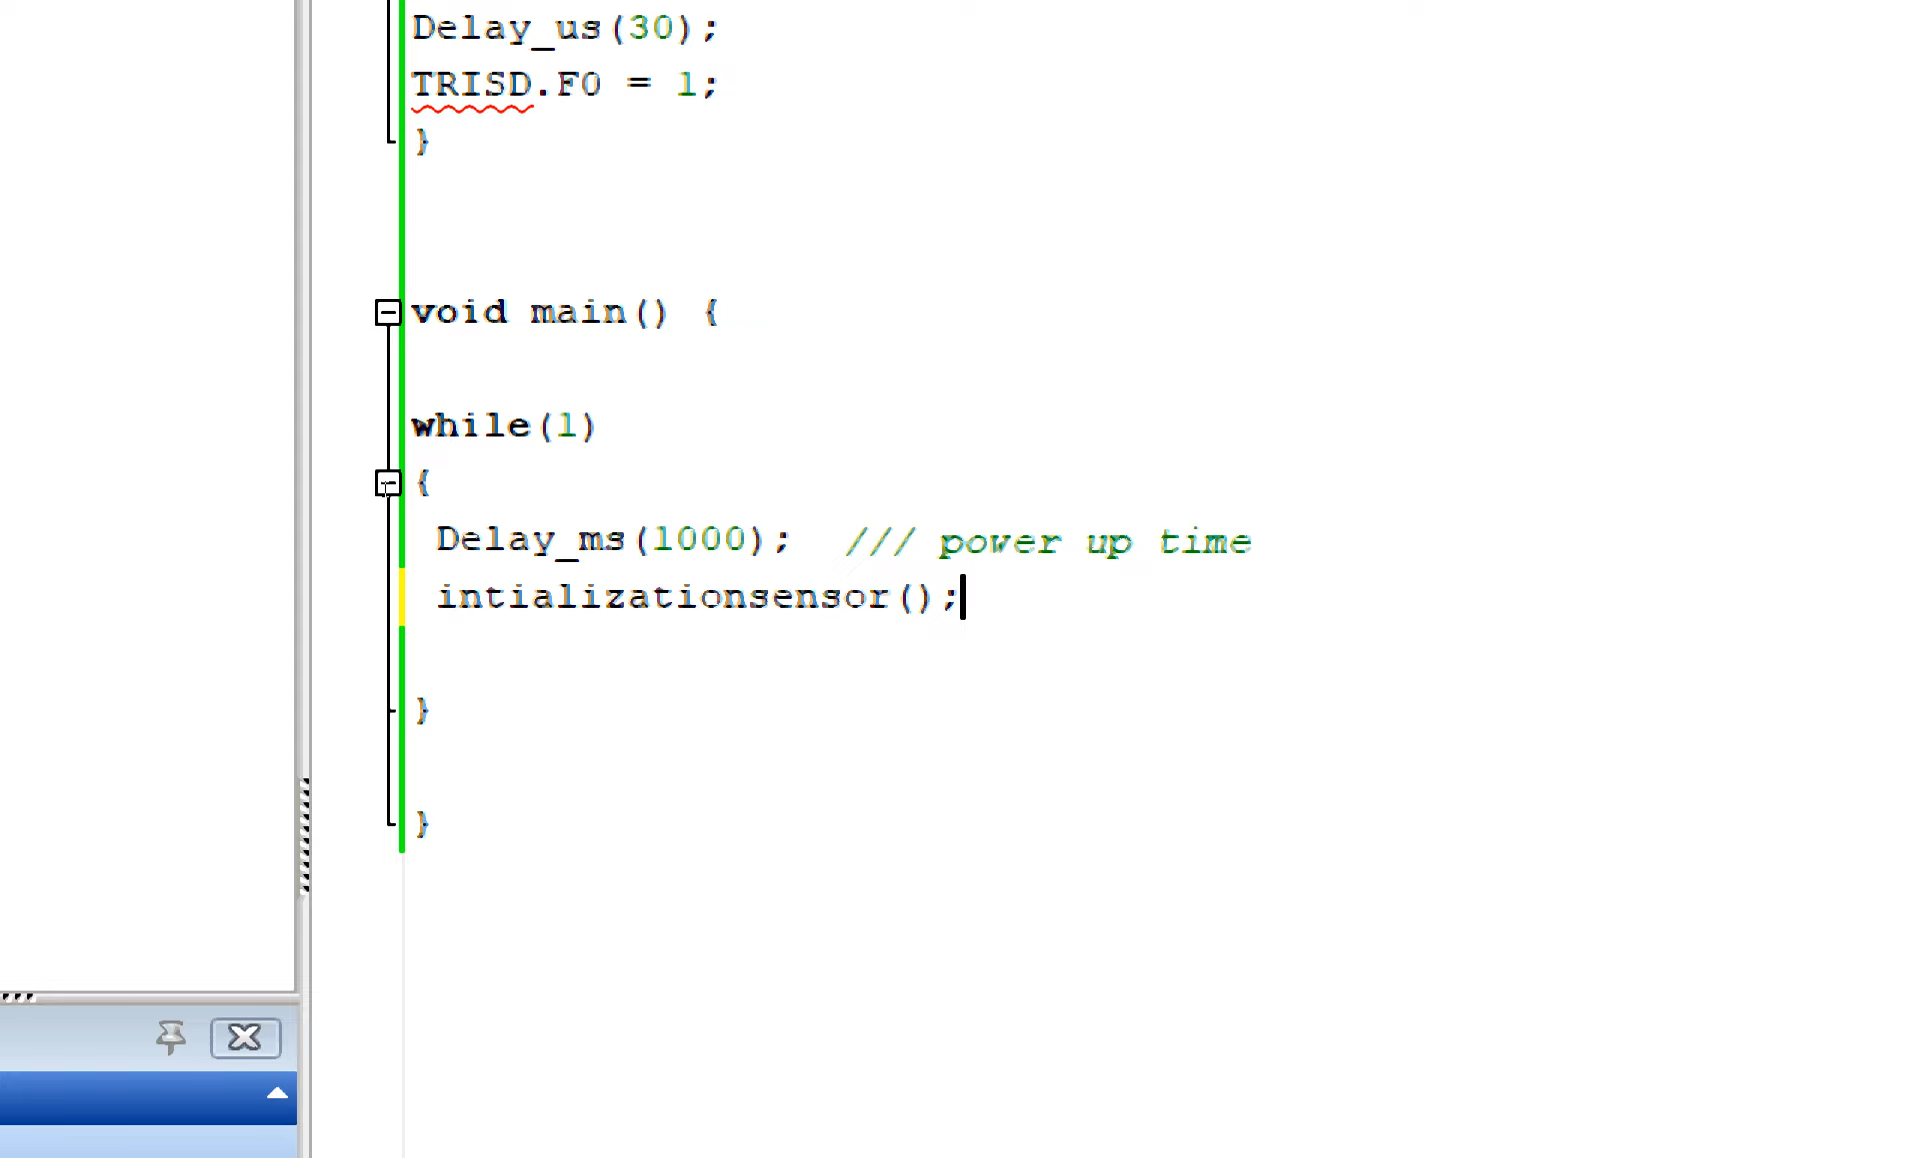 Delay_us(30);
TRISD.F0 = 1;
}
void main() {
while(1)
{
Delay_ms(1000); /// power up time
intializationsensor();
}
}